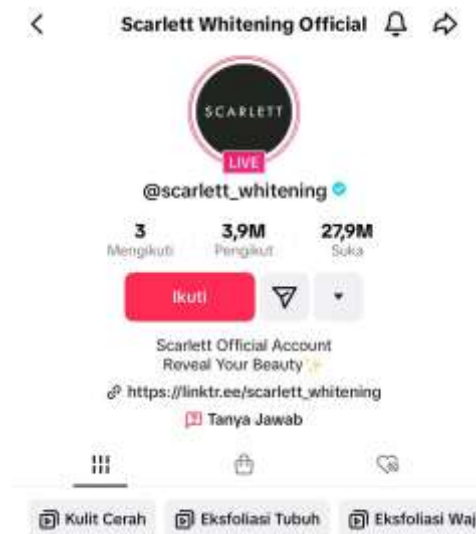 Scarlett Whitening Official
SCARLETT
LIVE
@scarlett_whitening
3 3,9M 27,9M
Mengikuti Pengikut Suka
Ikuti
Scarlett Official Account
Reveal Your Beauty✨
https://linktr.ee/scarlett_whitening
Tanya Jawab
Kulit Cerah Eksfoliasi Tubuh Eksfoliasi Waj